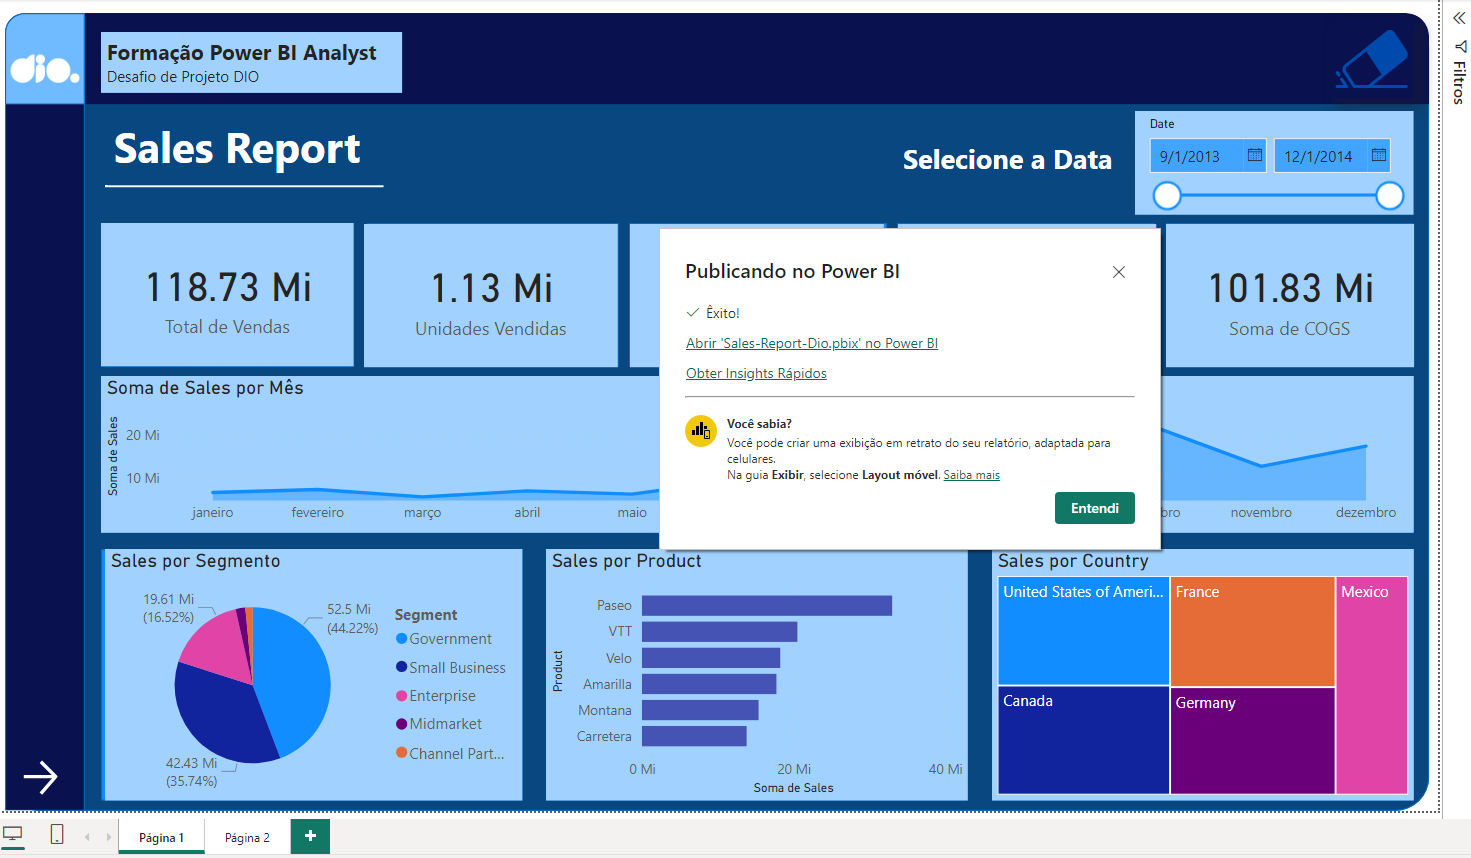 dio.
Formação Power BI Analyst
Desafio de Projeto DIO
Filtros
Sales Report
Selecione a Data
Date
9/1/2013
12/1/2014
118.73 Mi
Total de Vendas
1.13 Mi
Unidades Vendidas
101.83 Mi
Soma de COGS
Publicando no Power BI
Êxito!
Abrir 'Sales-Report-Dio.pbix' no Power BI
Obter Insights Rápidos
Você sabia?
Você pode criar uma exibição em retrato do seu relatório, adaptada para
celulares.
Na guia Exibir, selecione Layout móvel. Saiba mais
Entendi
Soma de Sales por Mês
Soma de Sales
20 Mi
10 Mi
janeiro
fevereiro
março
abril
maio
bro
novembro
dezembro
Sales por Segmento
19.61 Mi
(16.52%)
52.5 Mi
(44.22%)
42.43 Mi
(35.74%)
Segment
Government
Small Business
Enterprise
Midmarket
Channel Part...
Sales por Product
Product
Paseo
VTT
Velo
Amarilla
Montana
Carretera
0 Mi
20 Mi
40 Mi
Soma de Sales
Sales por Country
United States of Ameri...
France
Mexico
Canada
Germany
Página 1
Página 2